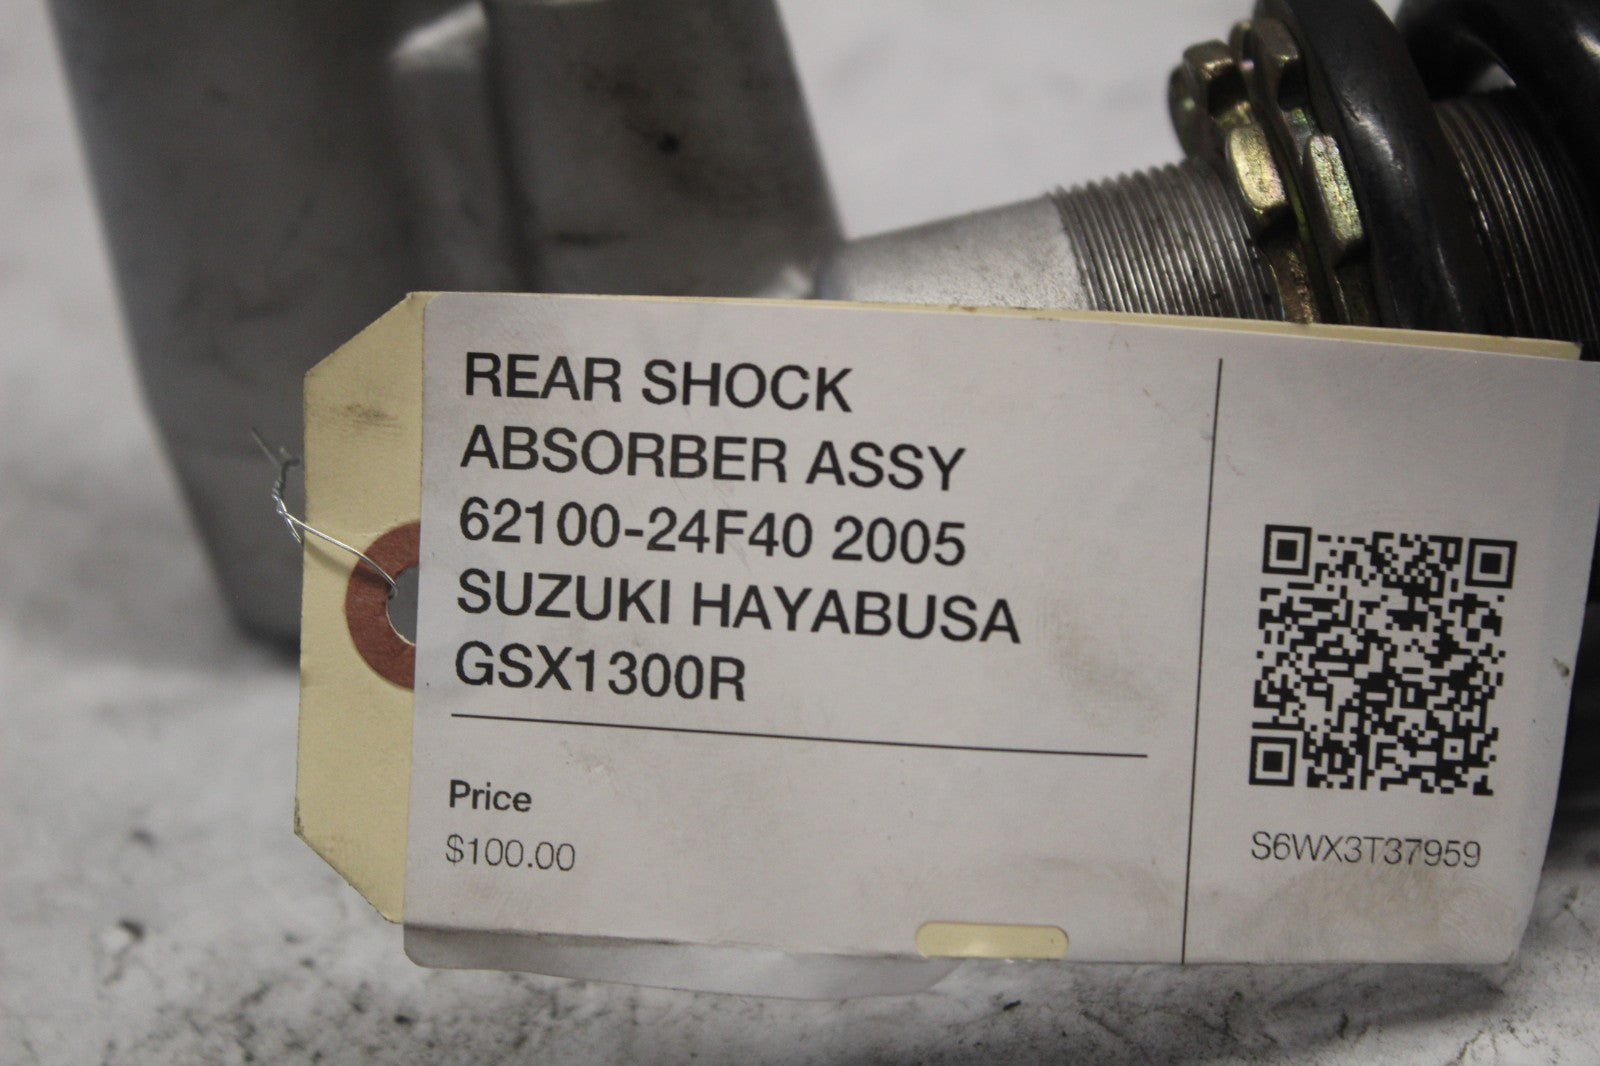 REAR SHOCK
ABSORBER ASSY
62100-24F40 2005
SUZUKI HAYABUSA
GSX1300R
Price
$100.00
S6WX3T37959